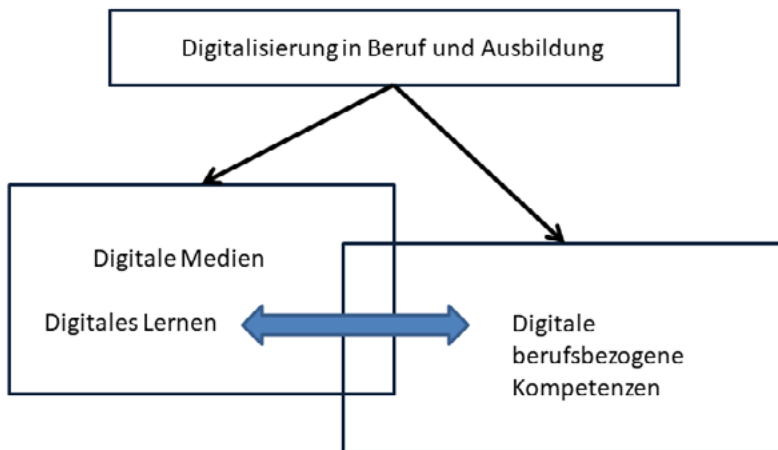 Digitalisierung in Beruf und Ausbildung
Digitale Medien
Digitales Lernen
Digitale
berufsbezogene
Kompetenzen